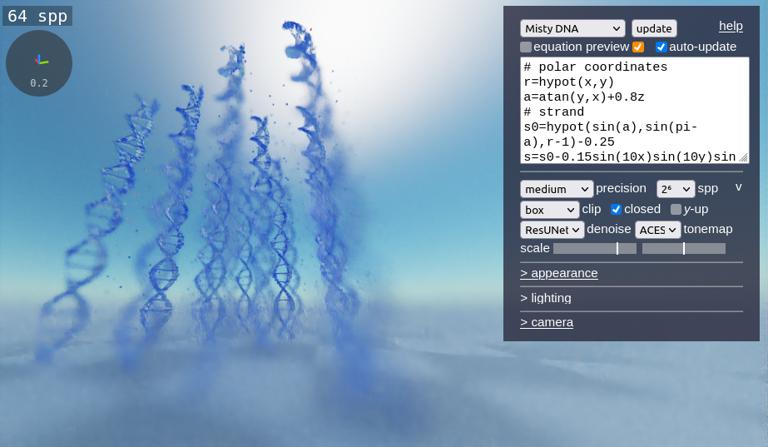 64 spp
0.2
Misty DNA
update
help
equation preview
auto-update
# polar coordinates
r=hypot(x,y)
a=atan(y,x)+0.8z
# strand
s0=hypot(sin(a),sin(pi-
a),r-1)-0.25
s=s0-0.15sin(10x)sin(10y)sin
medium precision 2⁶ spp v
box clip closed y-up
ResUNet denoise ACES tonemap
scale
> appearance
> lighting
> camera